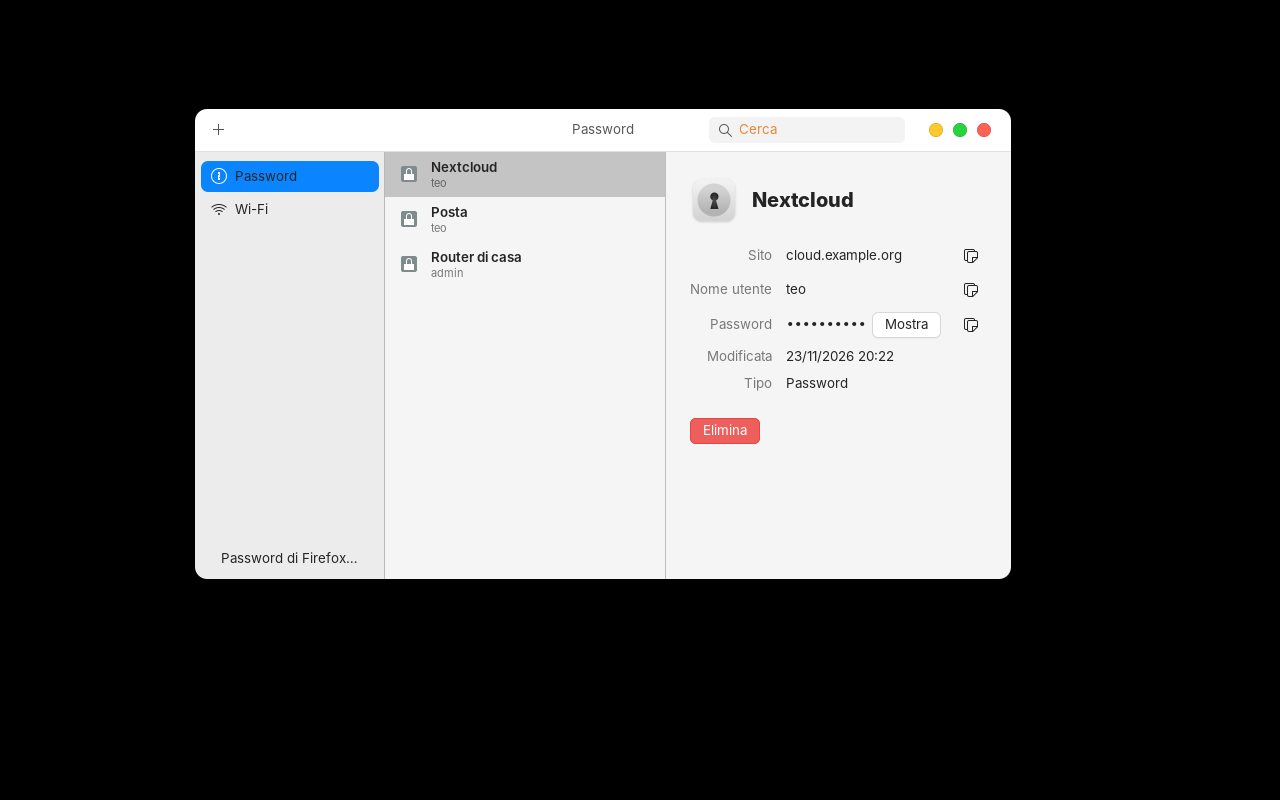 Password
Cerca
Password
Wi-Fi
Password di Firefox...
Nextcloud
teo
Posta
teo
Router di casa
admin
Nextcloud
Sito cloud.example.org
Nome utente teo
Password •••••••••• Mostra
Modificata 23/11/2026 20:22
Tipo Password
Elimina